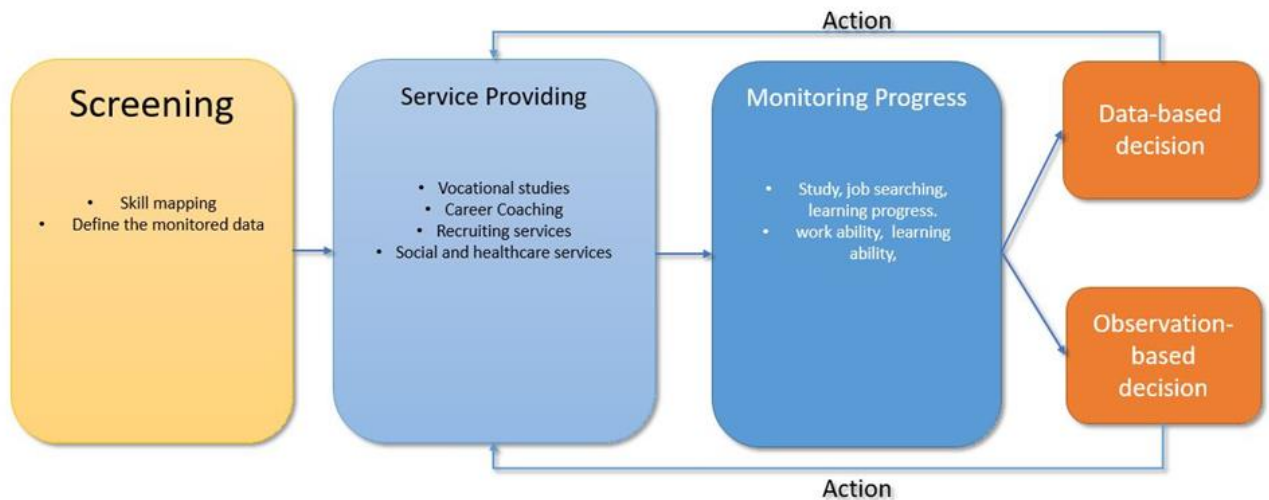 Action
Screening
• Skill mapping
• Define the monitored data
Service Providing
• Vocational studies
• Career Coaching
• Recruiting services
• Social and healthcare services
Monitoring Progress
• Study, job searching,
learning progress.
• work ability, learning
ability,
Data-based
decision
Observation-
based
decision
Action